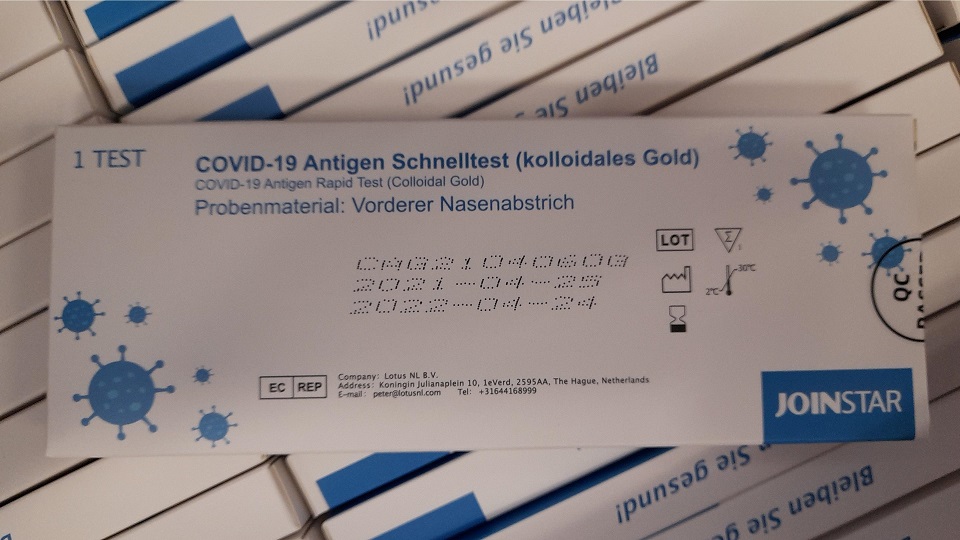 gesund!
Bleiben Sie gesund!
Bleiben Sie
1 TEST
COVID-19 Antigen Schnelltest (kolloidales Gold)
COVID-19 Antigen Rapid Test (Colloidal Gold)
Probenmaterial: Vorderer Nasenabstrich
LOT
CAG2104060G
2021-04-25
2022-04-24
30°C
2°C
QC
EC REP
Company: Lotus NL B.V.
Address: Koningin Julianaplein 10, 1eVerd, 2595AA, The Hague, Netherlands
E-mail: peter@lotusnl.com Tel: +31644168999
JOINSTAR
gesund!
Bleiben Sie
Bleiben Sie